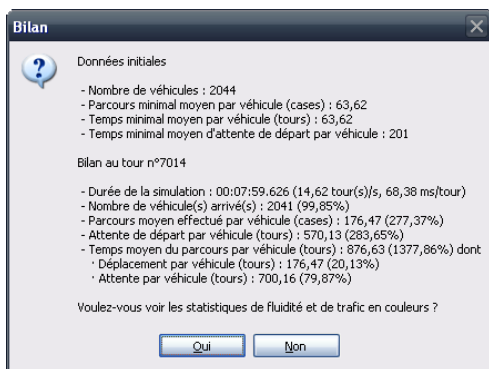 Bilan
Données initiales
- Nombre de véhicules : 2044
- Parcours minimal moyen par véhicule (cases) : 63,62
- Temps minimal moyen par véhicule (tours) : 63,62
- Temps minimal moyen d'attente de départ par véhicule : 201
Bilan au tour n°7014
- Durée de la simulation : 00:07:59.626 (14,62 tour(s)/s, 68,38 ms/tour)
- Nombre de véhicule(s) arrivé(s) : 2041 (99,85%)
- Parcours moyen effectué par véhicule (cases) : 176,47 (277,37%)
- Attente de départ par véhicule (tours) : 570,13 (283,65%)
- Temps moyen du parcours par véhicule (tours) : 876,63 (1377,86%) dont
· Déplacement par véhicule (tours) : 176,47 (20,13%)
· Attente par véhicule (tours) : 700,16 (79,87%)
Voulez-vous voir les statistiques de fluidité et de trafic en couleurs ?
Oui Non